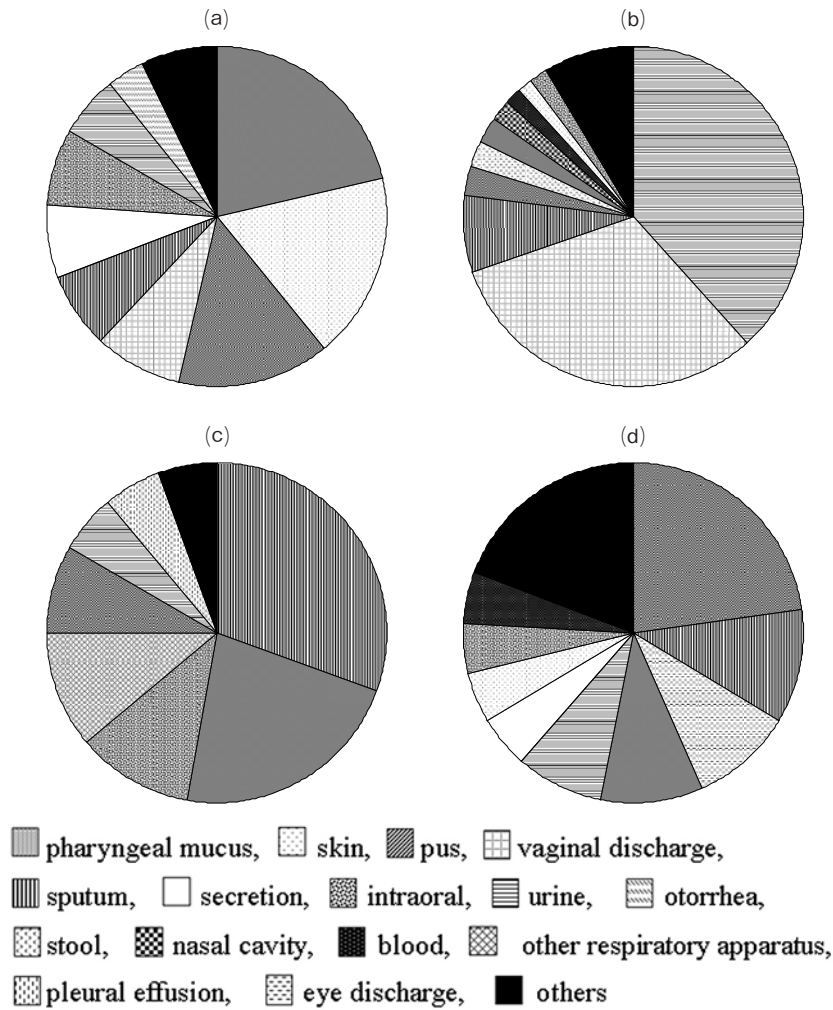 (a) (b)
(c) (d)
pharyngeal mucus, skin, pus, vaginal discharge,
sputum, secretion, intraoral, urine, otorrhea,
stool, nasal cavity, blood, other respiratory apparatus,
pleural effusion, eye discharge, others